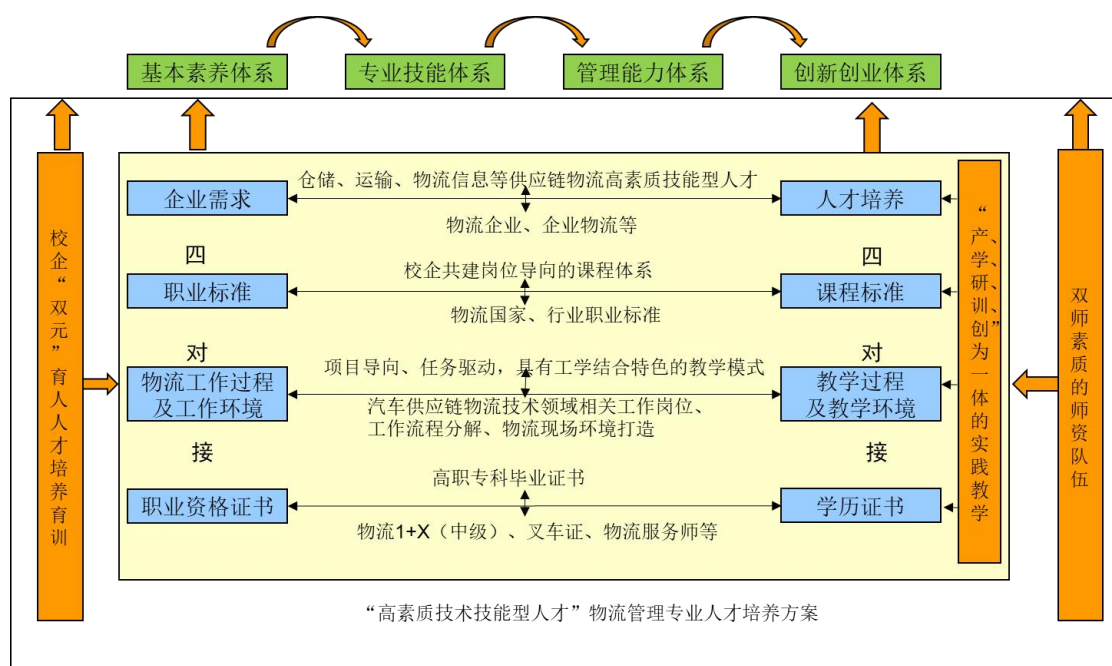 基本素养体系
专业技能体系
管理能力体系
创新创业体系
校企“双元”育人人才培养育训
企业需求
仓储、运输、物流信息等供应链物流高素质技能型人才
物流企业、企业物流等
人才培养
四
四
职业标准
校企共建岗位导向的课程体系
物流国家、行业职业标准
课程标准
对
对
物流工作过程
及工作环境
项目导向、任务驱动，具有工学结合特色的教学模式
汽车供应链物流技术领域相关工作岗位、
工作流程分解、物流现场环境打造
教学过程
及教学环境
接
接
职业资格证书
高职专科毕业证书
物流1+X（中级）、叉车证、物流服务师等
学历证书
“产、学、研、训、创”为一体的实践教学
双师素质的师资队伍
“高素质技术技能型人才”物流管理专业人才培养方案